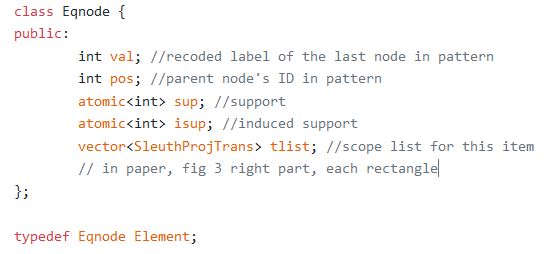 class Eqnode {
public:
        int val; //recoded label of the last node in pattern
        int pos; //parent node's ID in pattern
        atomic<int> sup; //support
        atomic<int> isup; //induced support
        vector<SleuthProjTrans> tlist; //scope list for this item
        // in paper, fig 3 right part, each rectangle
};
typedef Eqnode Element;